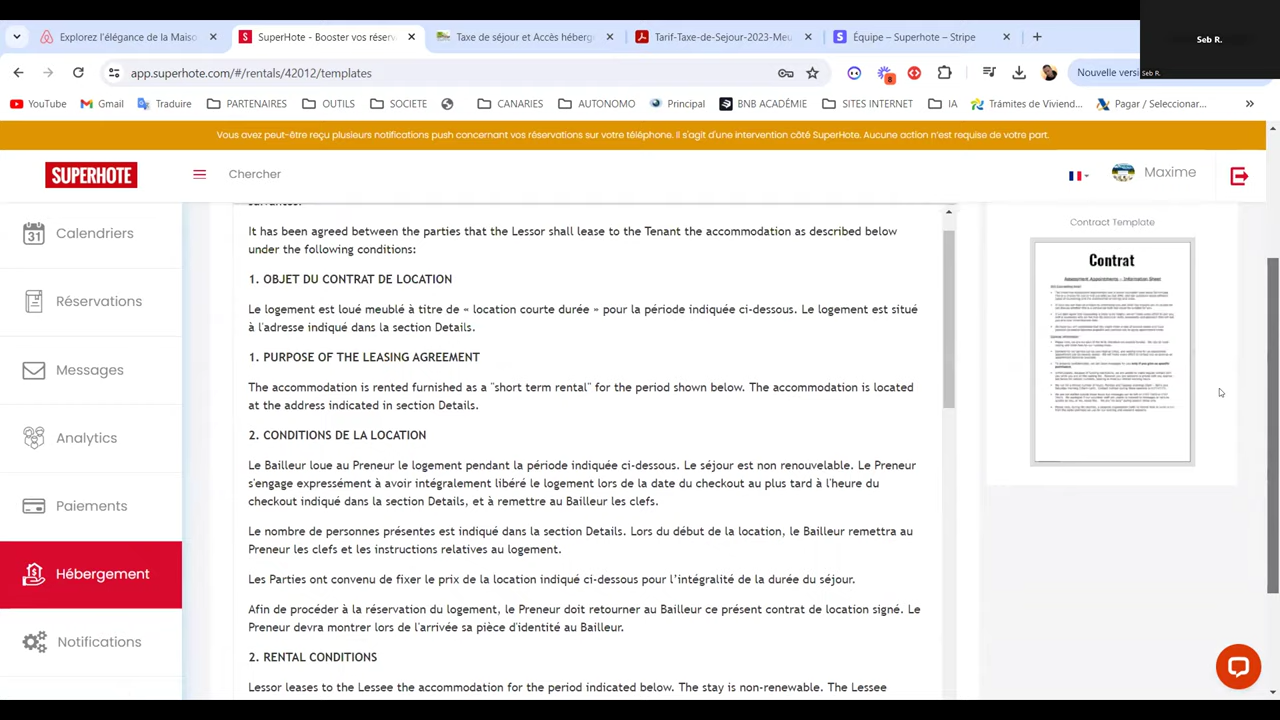 Explorez l'élégance de la Maiso
SuperHote - Booster vos réserv
Taxe de séjour et Accès héberg
Tarif-Taxe-de-Sejour-2023-Meu
Équipe – Superhote – Stripe
Seb R.
Seb R.
app.superhote.com/#/rentals/42012/templates
8
Nouvelle versi
YouTube
Gmail
Traduire
PARTENAIRES
OUTILS
SOCIETE
CANARIES
AUTONOMO
Principal
BNB ACADÉMIE
SITES INTERNET
IA
Trámites de Viviend...
Pagar / Seleccionar...
Vous avez peut-être reçu plusieurs notifications push concernant vos réservations sur votre téléphone. Il s'agit d'une intervention côté SuperHote. Aucune action n'est requise de votre part.
SUPERHOTE
Chercher
Maxime
31
Calendriers
Réservations
Messages
Analytics
Paiements
Hébergement
Notifications
suivantes:
It has been agreed between the parties that the Lessor shall lease to the Tenant the accommodation as described below
under the following conditions:
1. OBJET DU CONTRAT DE LOCATION
Le logement est loué meublé à titre de « location courte durée » pour la période indiquée ci-dessous. Le logement est situé
à l'adresse indiqué dans la section Details.
1. PURPOSE OF THE LEASING AGREEMENT
The accommodation is rented furnished as a "short term rental" for the period shown below. The accommodation is located
at the address indicated in section Details.
2. CONDITIONS DE LA LOCATION
Le Bailleur loue au Preneur le logement pendant la période indiquée ci-dessous. Le séjour est non renouvelable. Le Preneur
s'engage expressément à avoir intégralement libéré le logement lors de la date du checkout au plus tard à l'heure du
checkout indiqué dans la section Details, et à remettre au Bailleur les clefs.
Le nombre de personnes présentes est indiqué dans la section Details. Lors du début de la location, le Bailleur remettra au
Preneur les clefs et les instructions relatives au logement.
Les Parties ont convenu de fixer le prix de la location indiqué ci-dessous pour l'intégralité de la durée du séjour.
Afin de procéder à la réservation du logement, le Preneur doit retourner au Bailleur ce présent contrat de location signé. Le
Preneur devra montrer lors de l'arrivée sa pièce d'identité au Bailleur.
2. RENTAL CONDITIONS
Lessor leases to the Lessee the accommodation for the period indicated below. The stay is non-renewable. The Lessee
Contract Template
Contrat
Assessment Appointments – Information Sheet